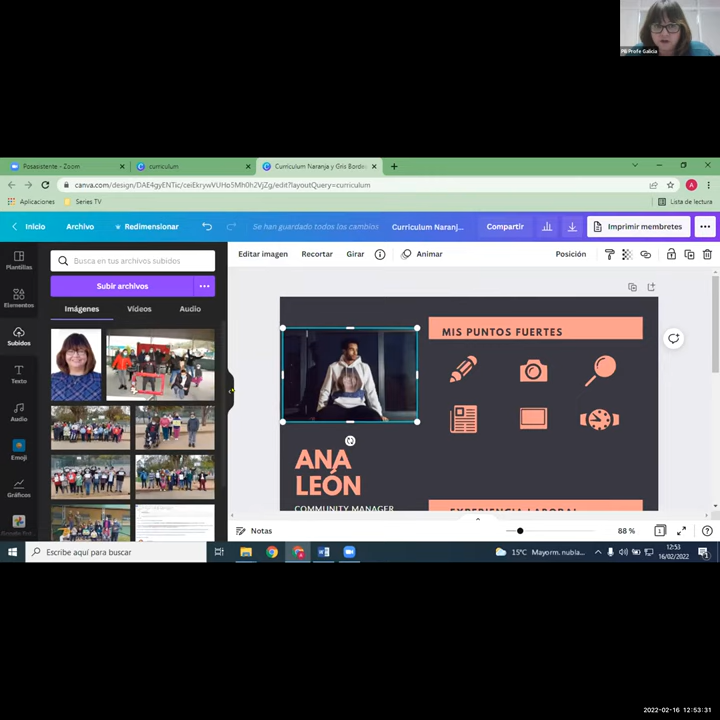 PB Profe Galicia
Posasistente - Zoom
curriculum
Curriculum Naranja y Gris Borde
canva.com/design/DAE4gyENTic/ceiEkrywVUHo5Mh0h2VjZg/edit?layoutQuery=curriculum
Aplicaciones
Series TV
Lista de lectura
Inicio
Archivo
Redimensionar
Se han guardado todos los cambios
Curriculum Naranj...
Compartir
Imprimir membretes
Plantillas
Elementos
Subidos
Texto
Audio
Emoji
Gráficos
Busca en tus archivos subidos
Subir archivos
Imágenes
Vídeos
Audio
Editar imagen
Recortar
Girar
Animar
Posición
MIS PUNTOS FUERTES
ANA
LEÓN
COMMUNITY MANAGER
EXPERIENCIA LABORAL
Notas
88 %
1
Escribe aquí para buscar
15°C Mayorm. nubla...
12:53
16/02/2022
2022-02-16 12:53:31